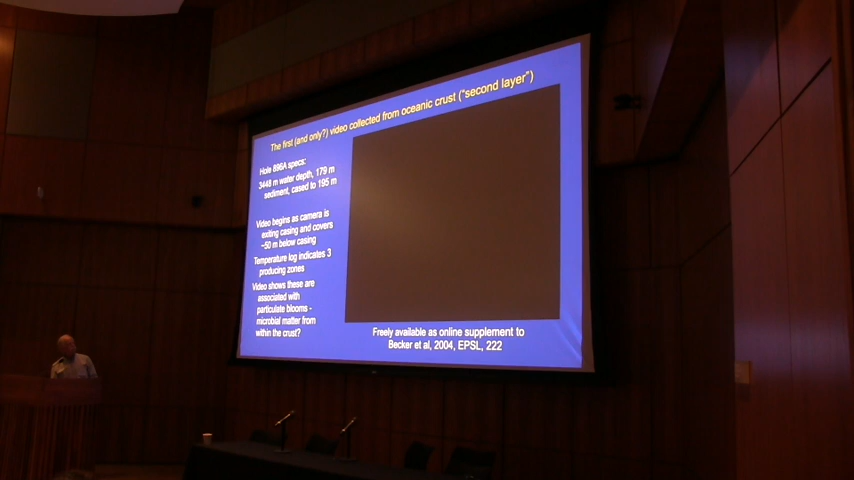 The first (and only?) video collected from oceanic crust ("second layer")
Hole 896A specs:
3448 m water depth, 179 m
sediment, cased to 195 m
Video begins as camera is
exiting casing and covers
~50 m below casing
Temperature log indicates 3
producing zones
Video shows these are
associated with
particulate blooms -
microbial matter from
within the crust?
Freely available as online supplement to
Becker et al, 2004, EPSL, 222